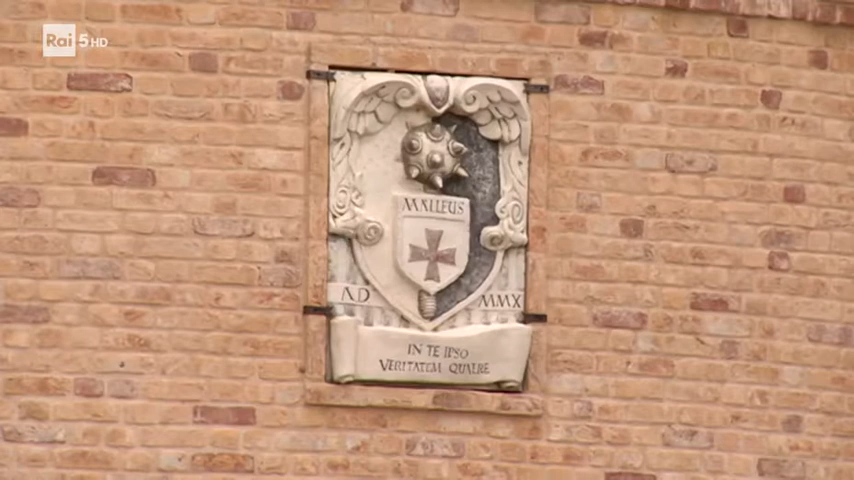 Rai 5 HD
MALLEUS
AD MMX
IN TE IPSO
VERITATEM QUAERE